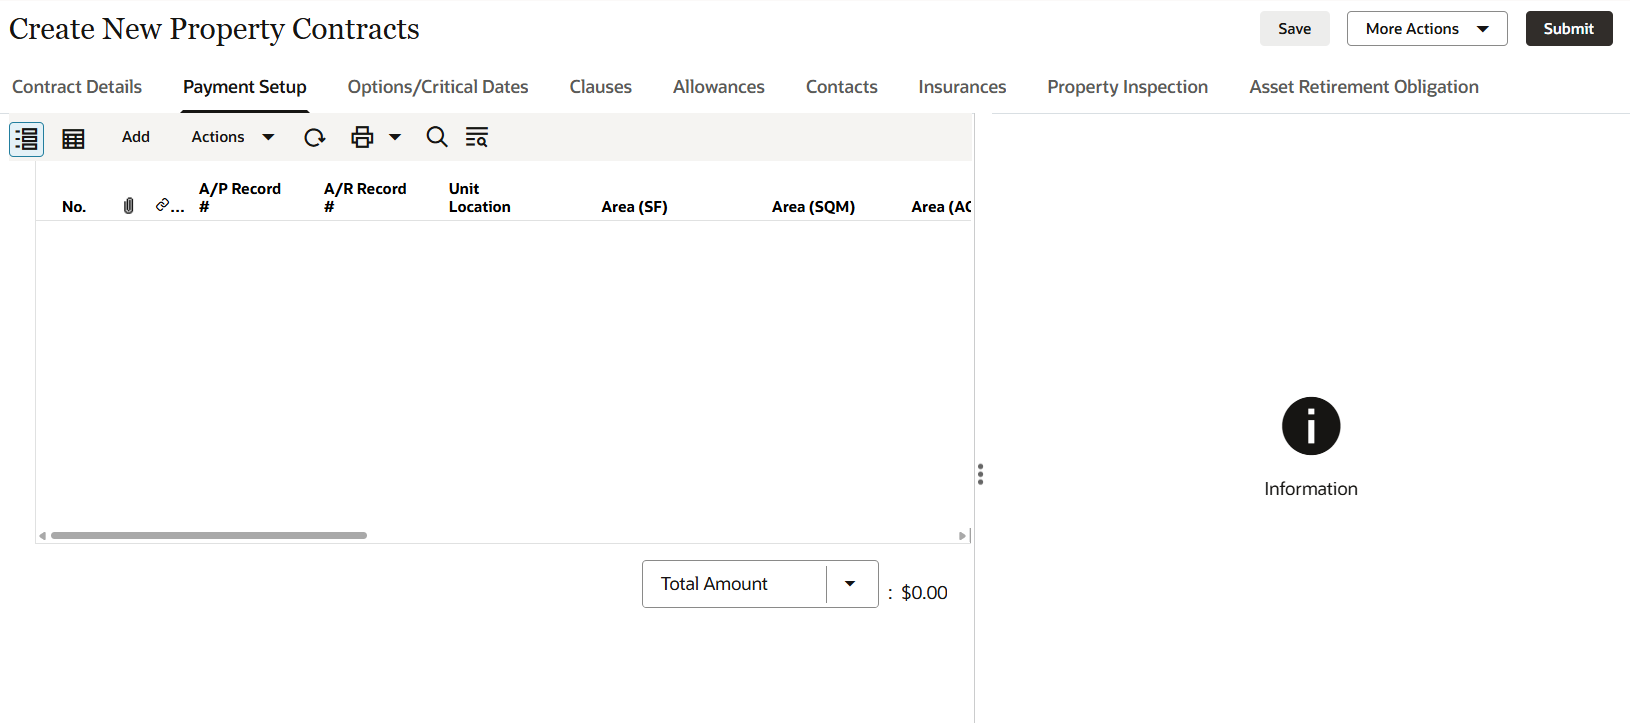 Create New Property Contracts
Save
More Actions
Submit
Contract Details
Payment Setup
Options/Critical Dates
Clauses
Allowances
Contacts
Insurances
Property Inspection
Asset Retirement Obligation
Add
Actions
No.
...
A/P Record
#
A/R Record
#
Unit
Location
Area (SF)
Area (SQM)
Area (AC
Information
Total Amount
: $0.00